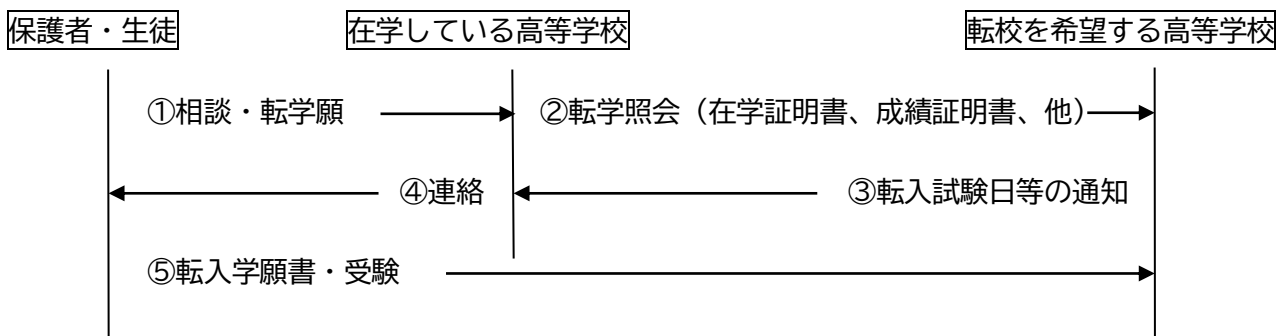 保護者・生徒 在学している高等学校 転校を希望する高等学校
①相談・転学願 ②転学照会（在学証明書、成績証明書、他）
④連絡 ③転入試験日等の通知
⑤転入学願書・受験